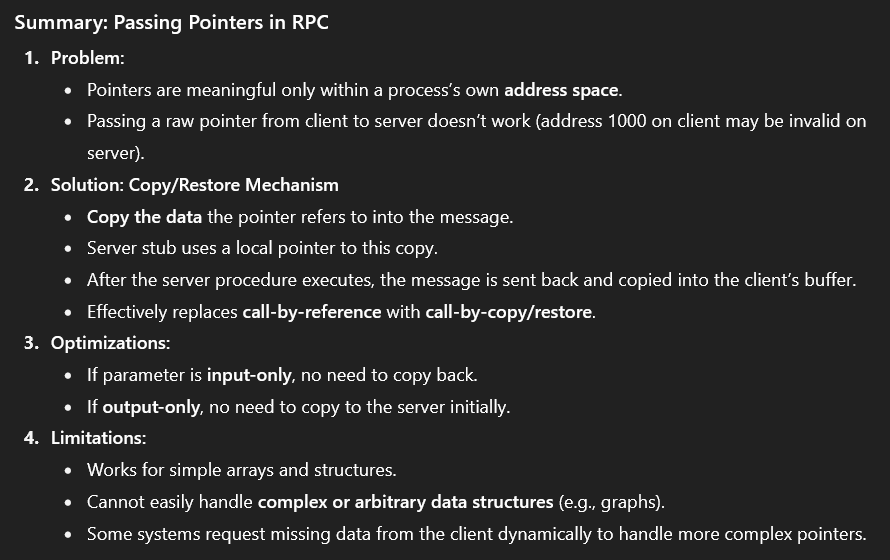 Summary: Passing Pointers in RPC
1. Problem:
• Pointers are meaningful only within a process’s own address space.
• Passing a raw pointer from client to server doesn’t work (address 1000 on client may be invalid on
server).
2. Solution: Copy/Restore Mechanism
• Copy the data the pointer refers to into the message.
• Server stub uses a local pointer to this copy.
• After the server procedure executes, the message is sent back and copied into the client’s buffer.
• Effectively replaces call-by-reference with call-by-copy/restore.
3. Optimizations:
• If parameter is input-only, no need to copy back.
• If output-only, no need to copy to the server initially.
4. Limitations:
• Works for simple arrays and structures.
• Cannot easily handle complex or arbitrary data structures (e.g., graphs).
• Some systems request missing data from the client dynamically to handle more complex pointers.